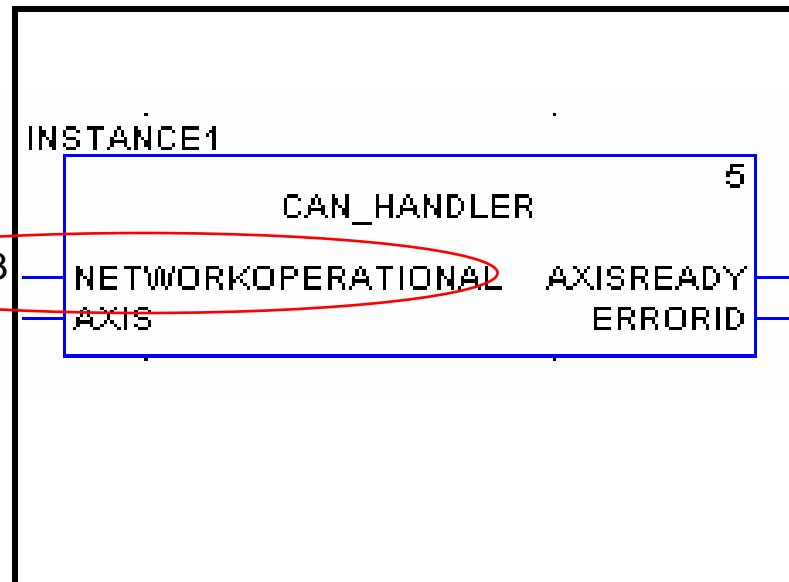 INSTANCE1
5
CAN_HANDLER
NETWORKOPERATIONAL AXISREADY
AXIS ERRORID